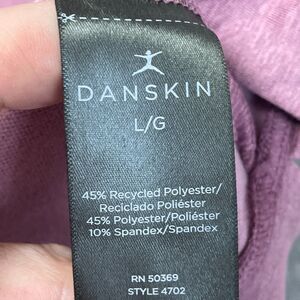 DANSKIN
L/G
45% Recycled Polyester/
Reciclado Poliéster
45% Polyester/Poliéster
10% Spandex/Spandex
RN 50369
STYLE 4702